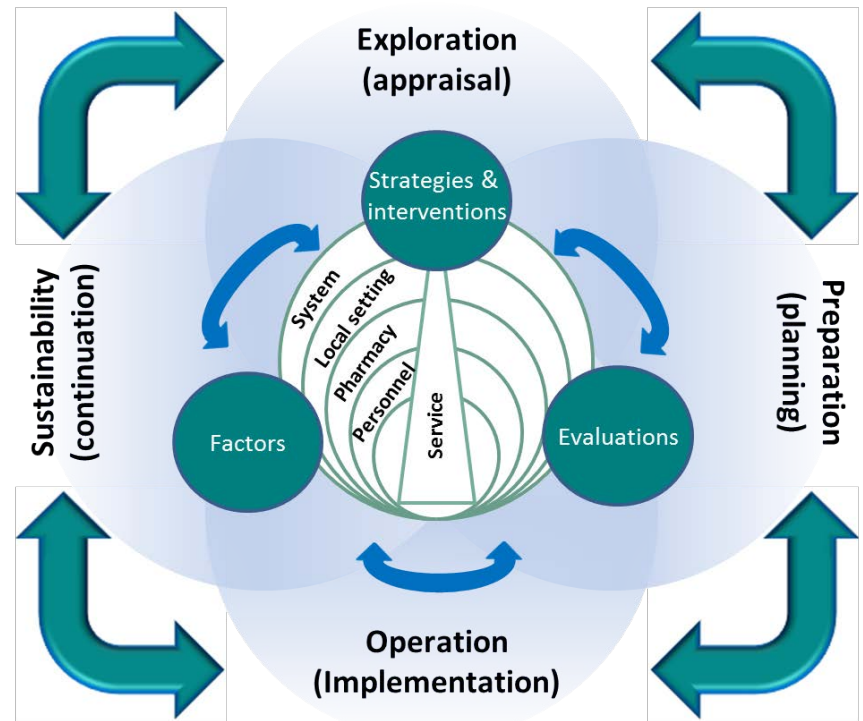 Exploration
(appraisal)
Strategies &
interventions
System
Local setting
Pharmacy
Personnel
Service
Sustainability
(continuation)
Preparation
(planning)
Factors
Evaluations
Operation
(Implementation)